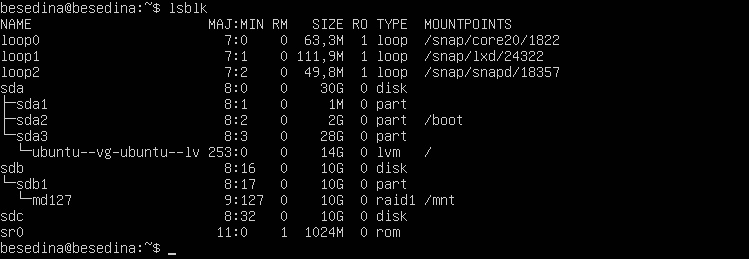 besedina@besedina:~$ lsblk
NAME                      MAJ:MIN RM   SIZE RO TYPE  MOUNTPOINTS
loop0                       7:0    0  63,3M  1 loop  /snap/core20/1822
loop1                       7:1    0 111,9M  1 loop  /snap/lxd/24322
loop2                       7:2    0  49,8M  1 loop  /snap/snapd/18357
sda                         8:0    0    30G  0 disk
├─sda1                      8:1    0     1M  0 part
├─sda2                      8:2    0     2G  0 part  /boot
└─sda3                      8:3    0    28G  0 part
  └─ubuntu--vg-ubuntu--lv 253:0    0    14G  0 lvm   /
sdb                         8:16   0    10G  0 disk
└─sdb1                      8:17   0    10G  0 part
  └─md127                   9:127  0    10G  0 raid1 /mnt
sdc                         8:32   0    10G  0 disk
sr0                        11:0    1  1024M  0 rom
besedina@besedina:~$ _